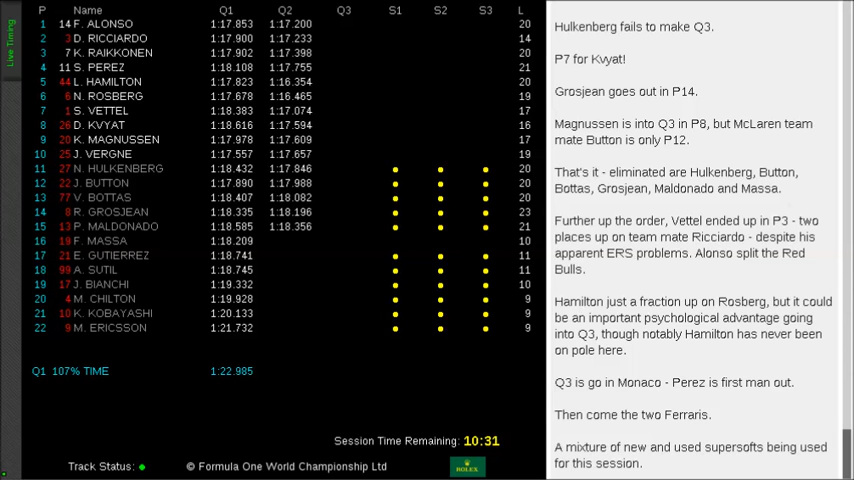 Live Timing
P Name Q1 Q2 Q3 S1 S2 S3 L
1 14 F. ALONSO 1:17.853 1:17.200 20
2 3 D. RICCIARDO 1:17.900 1:17.233 14
3 7 K. RAIKKONEN 1:17.902 1:17.398 20
4 11 S. PEREZ 1:18.108 1:17.755 21
5 44 L. HAMILTON 1:17.823 1:16.354 20
6 6 N. ROSBERG 1:17.678 1:16.465 19
7 1 S. VETTEL 1:18.383 1:17.074 17
8 26 D. KVYAT 1:18.616 1:17.594 16
9 20 K. MAGNUSSEN 1:17.978 1:17.609 17
10 25 J. VERGNE 1:17.557 1:17.657 19
11 27 N. HULKENBERG 1:18.432 1:17.846 20
12 22 J. BUTTON 1:17.890 1:17.988 20
13 77 V. BOTTAS 1:18.407 1:18.082 20
14 8 R. GROSJEAN 1:18.335 1:18.196 22
15 13 P. MALDONADO 1:18.585 1:18.356 21
16 19 F. MASSA 1:18.209 10
17 21 E. GUTIERREZ 1:18.741 11
18 99 A. SUTIL 1:18.745 11
19 17 J. BIANCHI 1:19.332 10
20 4 M. CHILTON 1:19.928 9
21 10 K. KOBAYASHI 1:20.133 9
22 9 M. ERICSSON 1:21.732 9
Q1 107% TIME 1:22.985
Session Time Remaining: 10:31
Track Status: © Formula One World Championship Ltd
ROLEX
Hulkenberg fails to make Q3.
P7 for Kvyat!
Grosjean goes out in P14.
Magnussen is into Q3 in P8, but McLaren team
mate Button is only P12.
That's it - eliminated are Hulkenberg, Button,
Bottas, Grosjean, Maldonado and Massa.
Further up the order, Vettel ended up in P3 - two
places up on team mate Ricciardo - despite his
apparent ERS problems. Alonso split the Red
Bulls.
Hamilton just a fraction up on Rosberg, but it could
be an important psychological advantage going
into Q3, though notably Hamilton has never been
on pole here.
Q3 is go in Monaco - Perez is first man out.
Then come the two Ferraris.
A mixture of new and used supersofts being used
for this session.